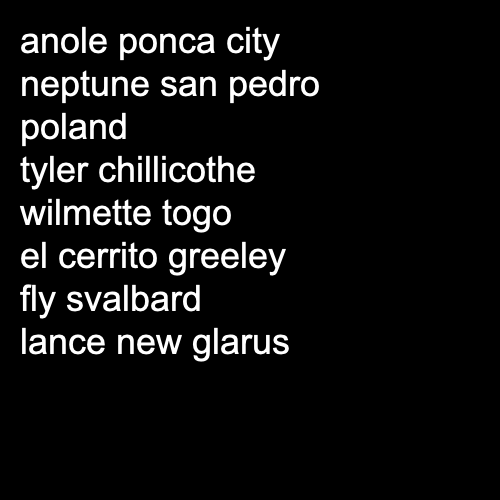 anole ponca city
neptune san pedro
poland
tyler chillicothe
wilmette togo
el cerrito greeley
fly svalbard
lance new glarus